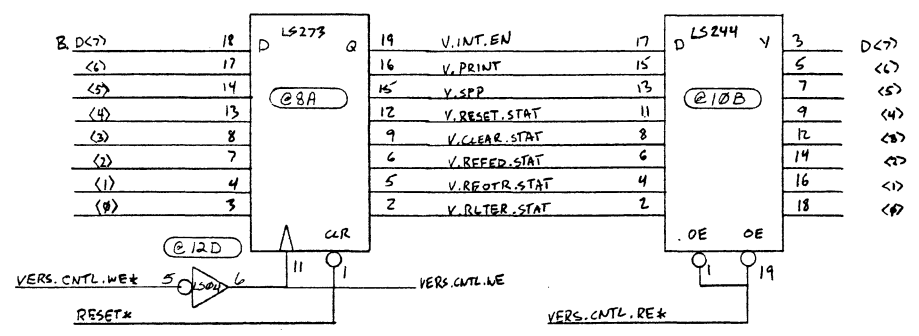 LS273 LS244
B. D<7> 18 D Q 19 V.INT.EN 17 D Y 3 D<7>
<6> 17 16 V.PRINT 15 5 <6>
<5> 14 15 V.SPP 13 7 <5>
@8A @10B
<4> 13 12 V.RESET.STAT 11 9 <4>
<3> 8 9 V.CLEAR.STAT 8 12 <3>
<2> 7 6 V.REFED.STAT 6 14 <2>
<1> 4 5 V.REOTR.STAT 4 16 <1>
<0> 3 2 V.RLTER.STAT 2 18 <0>
CLR OE OE
@12D
11 1 1 19
VERS.CNTL.WE* 5 LS04 6 VERS.CNTL.WE
RESET* VERS.CNTL.RE*